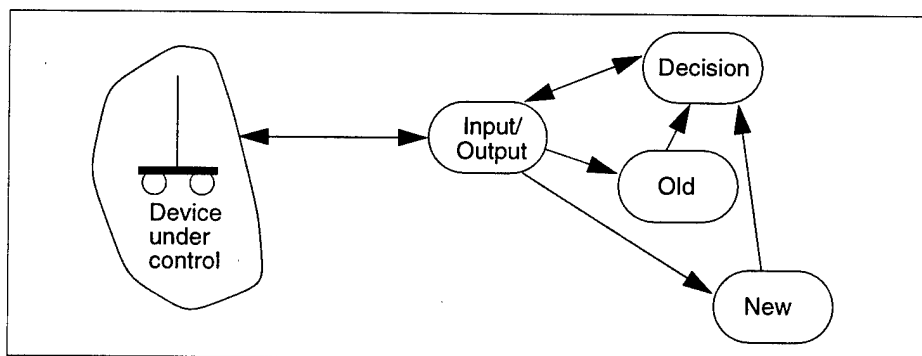 Decision
Input/
Output
Old
Device
under
control
New